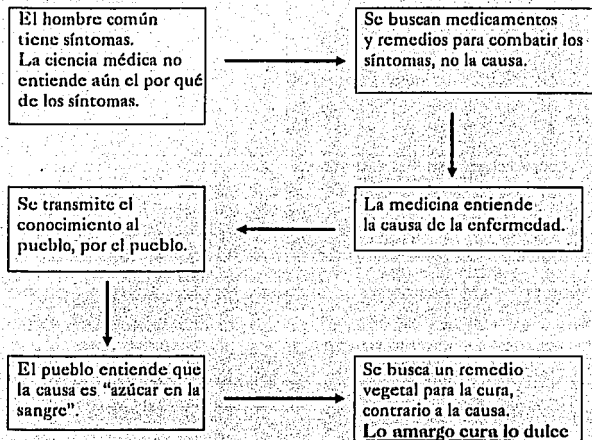 El hombre común
tiene síntomas.
La ciencia médica no
entiende aún el por qué
de los síntomas.
Se buscan medicamentos
y remedios para combatir los
síntomas, no la causa.
La medicina entiende
la causa de la enfermedad.
Se transmite el
conocimiento al
pueblo, por el pueblo.
El pueblo entiende que
la causa es “azúcar en la
sangre”.
Se busca un remedio
vegetal para la cura,
contrario a la causa.
Lo amargo cura lo dulce